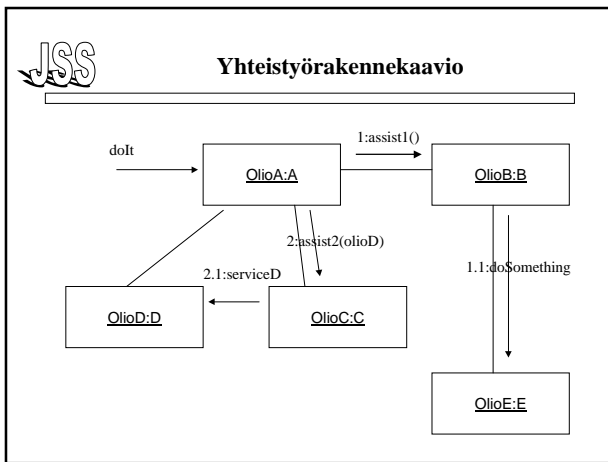 JSS
Yhteistyörakennekaavio
doIt
1:assist1()
OlioA:A
OlioB:B
2:assist2(olioD)
2.1:serviceD
1.1:doSomething
OlioD:D
OlioC:C
OlioE:E